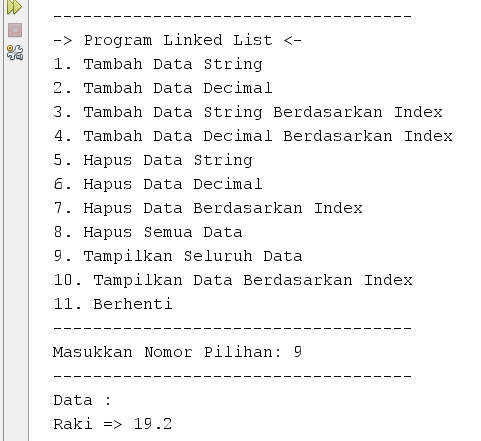 ------------------------------------
-> Program Linked List <-
1. Tambah Data String
2. Tambah Data Decimal
3. Tambah Data String Berdasarkan Index
4. Tambah Data Decimal Berdasarkan Index
5. Hapus Data String
6. Hapus Data Decimal
7. Hapus Data Berdasarkan Index
8. Hapus Semua Data
9. Tampilkan Seluruh Data
10. Tampilkan Data Berdasarkan Index
11. Berhenti
------------------------------------
Masukkan Nomor Pilihan: 9
------------------------------------
Data :
Raki => 19.2